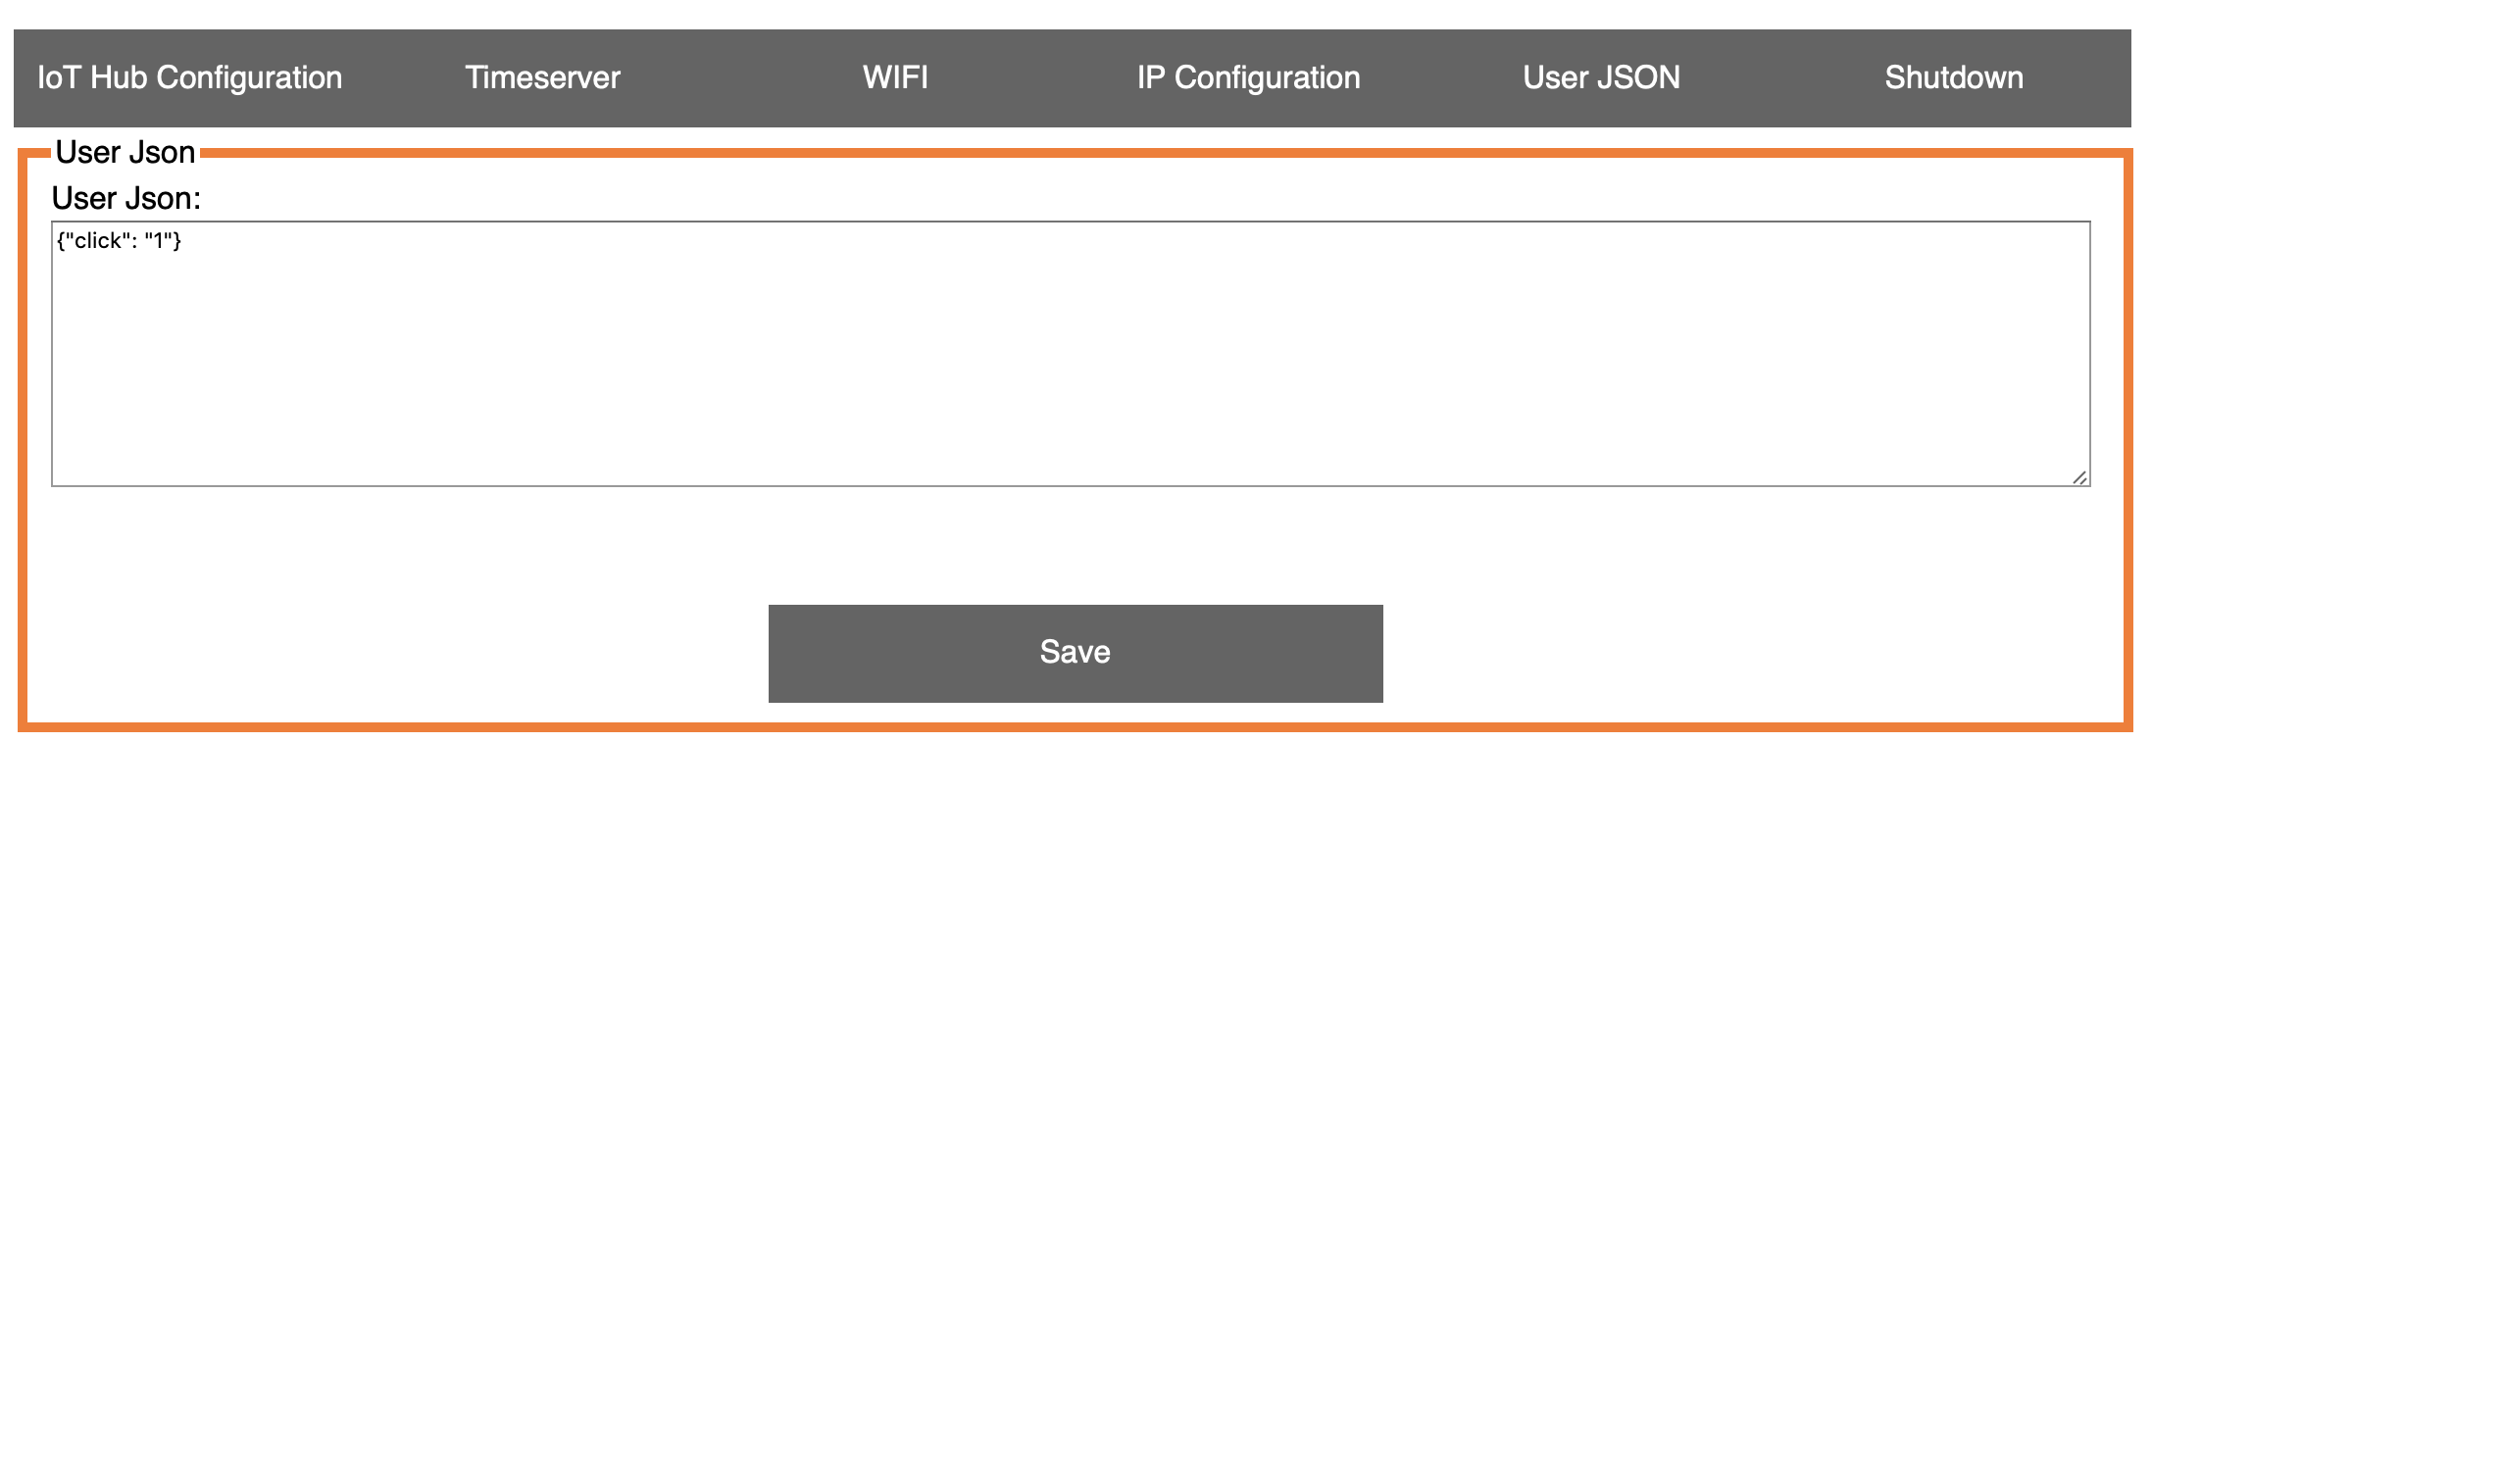 IoT Hub Configuration Timeserver WIFI IP Configuration User JSON Shutdown
User Json
User Json:
{"click": "1"}
Save